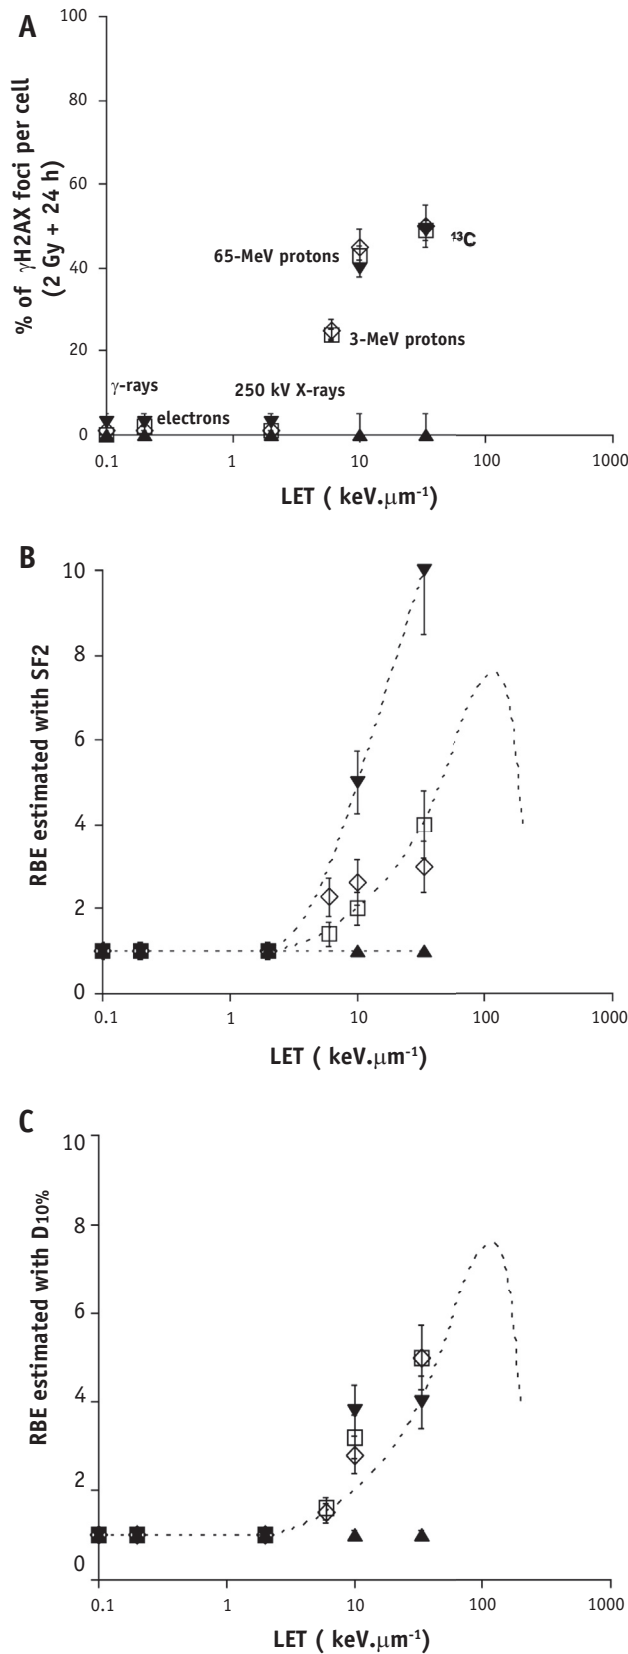 A
% of γH2AX foci per cell
(2 Gy + 24 h)
100
80
60
40
20
0
65-MeV protons
¹³C
3-MeV protons
γ-rays
250 kV X-rays
electrons
0.1 1 10 100 1000
LET ( keV.μm⁻¹)
B
RBE estimated with SF2
10
8
6
4
2
0
0.1 1 10 100 1000
LET ( keV.μm⁻¹)
C
RBE estimated with D10%
10
8
6
4
2
0
0.1 1 10 100 1000
LET ( keV.μm⁻¹)